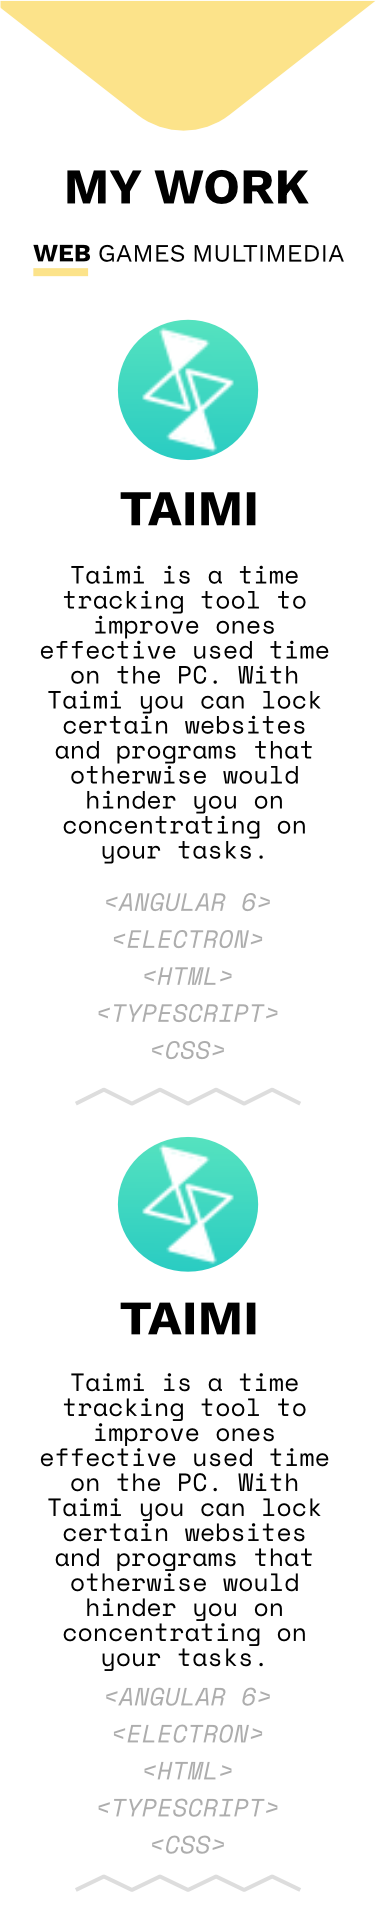 MY WORK
WEB GAMES MULTIMEDIA
TAIMI
Taimi is a time
tracking tool to
improve ones
effective used time
on the PC. With
Taimi you can lock
certain websites
and programs that
otherwise would
hinder you on
concentrating on
your tasks.
<ANGULAR 6>
<ELECTRON>
<HTML>
<TYPESCRIPT>
<CSS>
TAIMI
Taimi is a time
tracking tool to
improve ones
effective used time
on the PC. With
Taimi you can lock
certain websites
and programs that
otherwise would
hinder you on
concentrating on
your tasks.
<ANGULAR 6>
<ELECTRON>
<HTML>
<TYPESCRIPT>
<CSS>